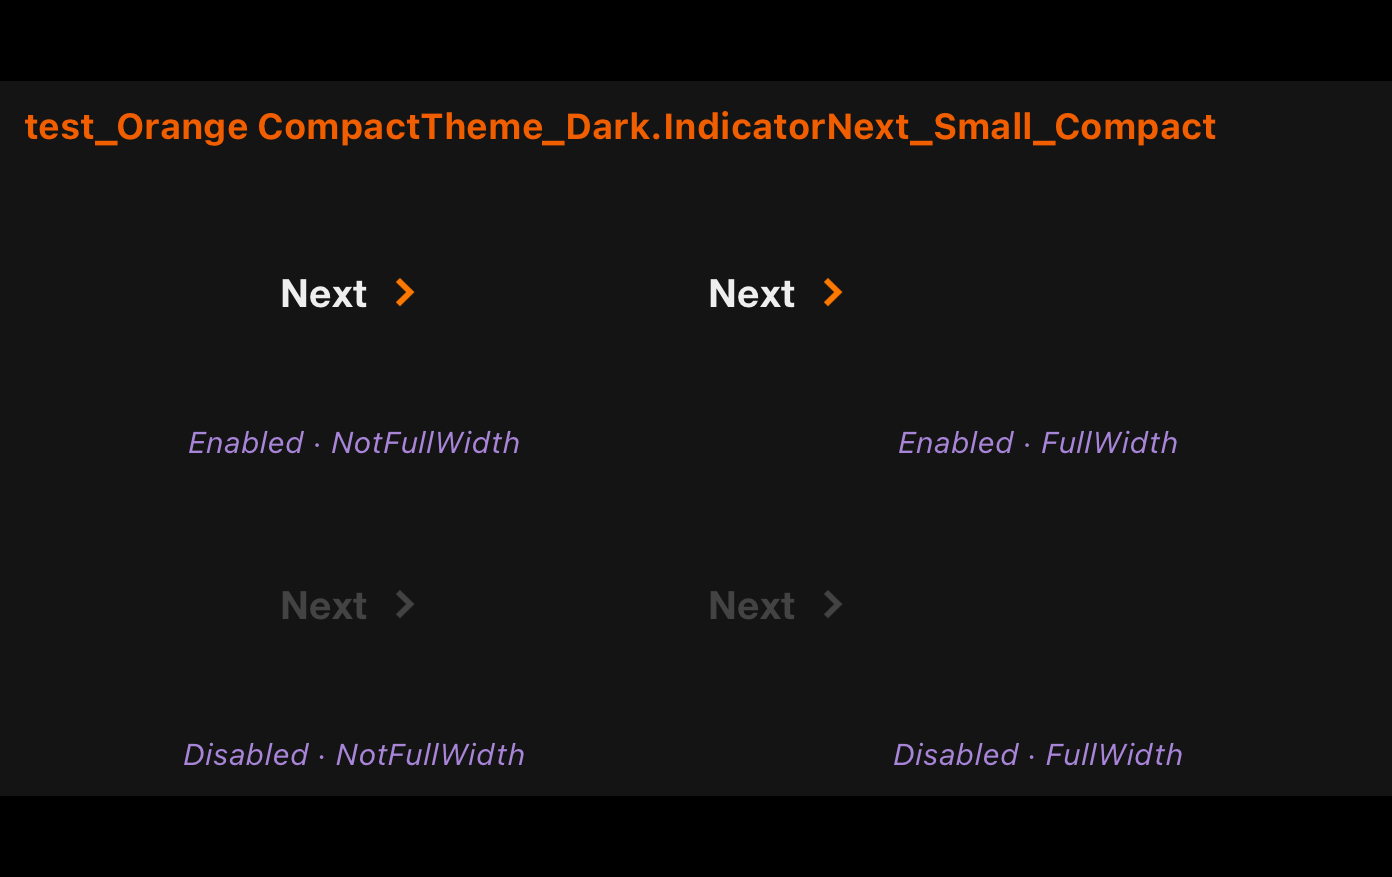 test_Orange CompactTheme_Dark.IndicatorNext_Small_Compact
Next Next
Enabled · NotFullWidth Enabled · FullWidth
Next Next
Disabled · NotFullWidth Disabled · FullWidth